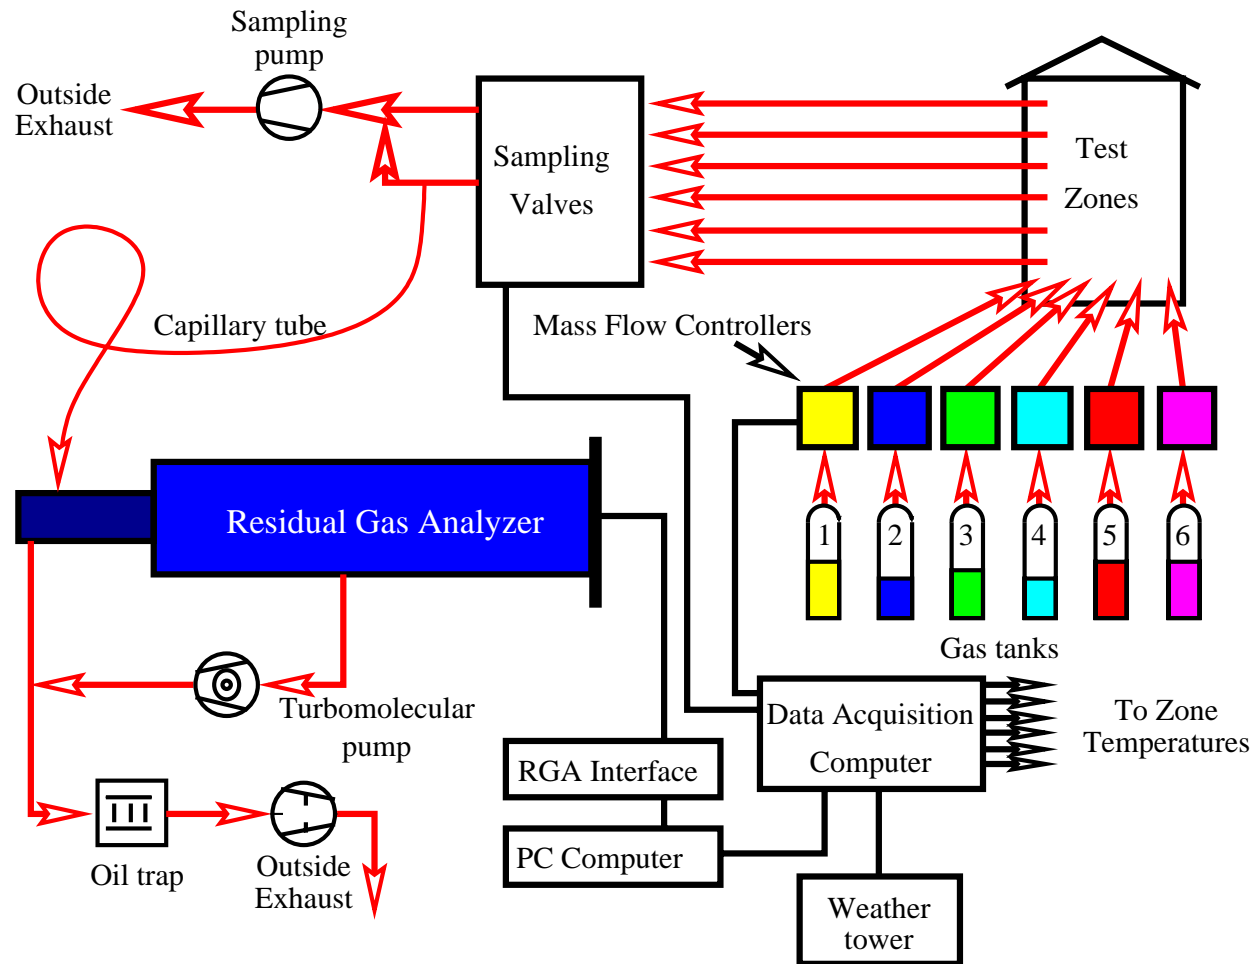 Sampling
pump
Outside
Exhaust
Sampling
Valves
Test
Zones
Capillary tube
Mass Flow Controllers
Residual Gas Analyzer
1 2 3 4 5 6
Gas tanks
Turbomolecular
pump
Data Acquisition
Computer
To Zone
Temperatures
RGA Interface
PC Computer
Oil trap
Outside
Exhaust
Weather
tower